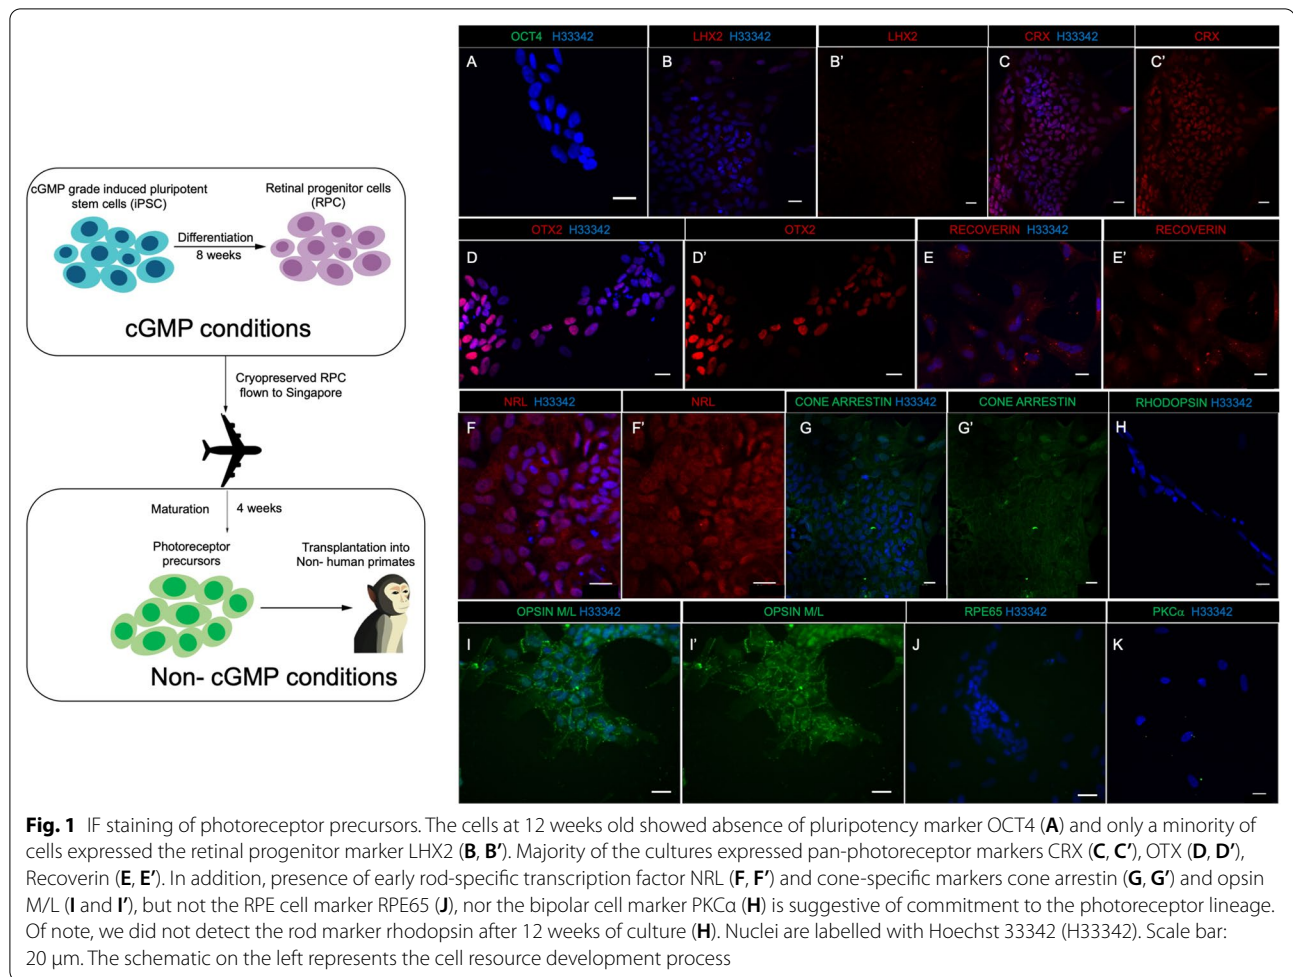 cGMP grade induced pluripotent
stem cells (iPSC)
Retinal progenitor cells
(RPC)
Differentiation
8 weeks
cGMP conditions
Cryopreserved RPC
flown to Singapore
Maturation
4 weeks
Photoreceptor
precursors
Transplantation into
Non- human primates
Non- cGMP conditions
OCT4 H33342
LHX2 H33342
LHX2
CRX H33342
CRX
A
B
B'
C
C'
OTX2 H33342
OTX2
RECOVERIN H33342
RECOVERIN
D
D'
E
E'
NRL H33342
NRL
CONE ARRESTIN H33342
CONE ARRESTIN
RHODOPSIN H33342
F
F'
G
G'
H
OPSIN M/L H33342
OPSIN M/L
RPE65 H33342
PKCα H33342
I
I'
J
K
Fig. 1 IF staining of photoreceptor precursors. The cells at 12 weeks old showed absence of pluripotency marker OCT4 (A) and only a minority of
cells expressed the retinal progenitor marker LHX2 (B, B′). Majority of the cultures expressed pan-photoreceptor markers CRX (C, C′), OTX (D, D′),
Recoverin (E, E′). In addition, presence of early rod-specific transcription factor NRL (F, F′) and cone-specific markers cone arrestin (G, G′) and opsin
M/L (I and I′), but not the RPE cell marker RPE65 (J), nor the bipolar cell marker PKCα (H) is suggestive of commitment to the photoreceptor lineage.
Of note, we did not detect the rod marker rhodopsin after 12 weeks of culture (H). Nuclei are labelled with Hoechst 33342 (H33342). Scale bar:
20 μm. The schematic on the left represents the cell resource development process